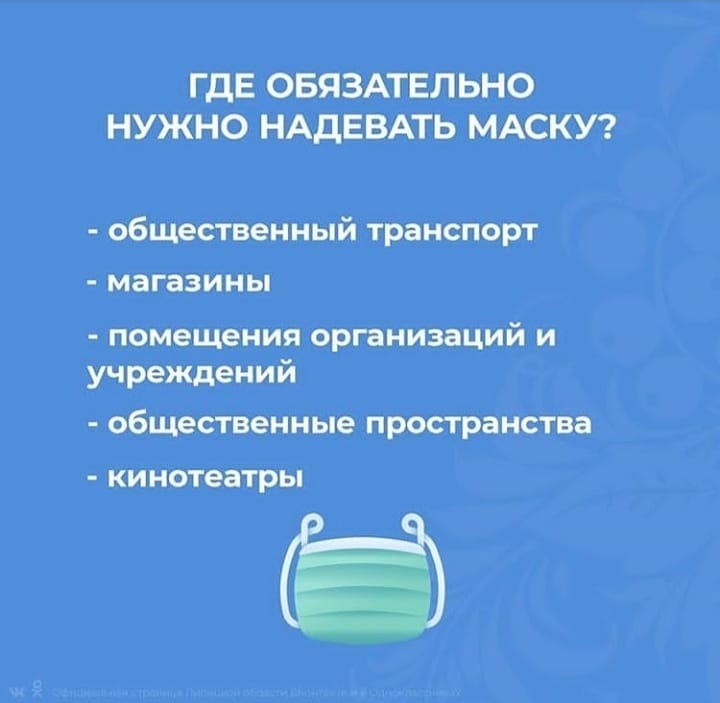 ГДЕ ОБЯЗАТЕЛЬНО
НУЖНО НАДЕВАТЬ МАСКУ?
- общественный транспорт
- магазины
- помещения организаций и
учреждений
- общественные пространства
- кинотеатры
Официальная страница Липецкой области ВКонтакте и в Одноклассниках